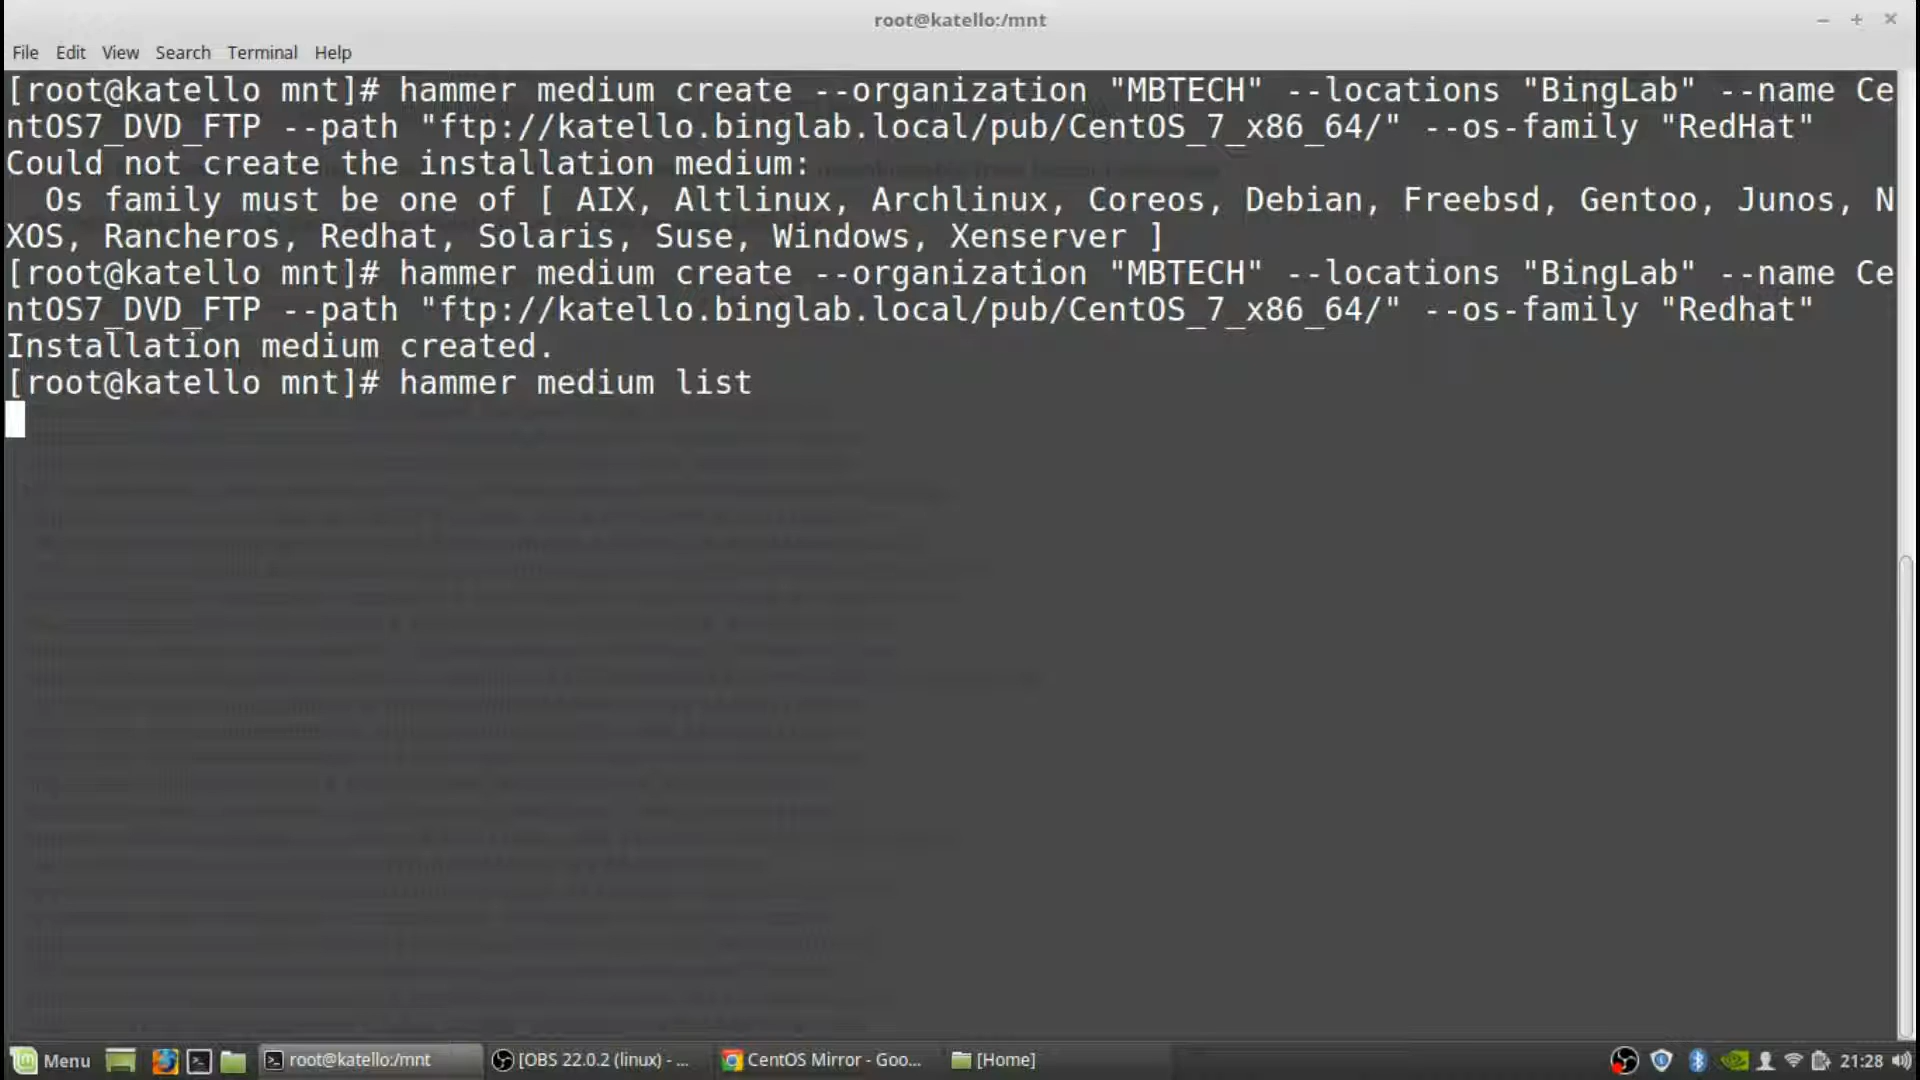 root@katello:/mnt
File Edit View Search Terminal Help
[root@katello mnt]# hammer medium create --organization "MBTECH" --locations "BingLab" --name Ce
ntOS7_DVD_FTP --path "ftp://katello.binglab.local/pub/CentOS_7_x86_64/" --os-family "RedHat"
Could not create the installation medium:
  Os family must be one of [ AIX, Altlinux, Archlinux, Coreos, Debian, Freebsd, Gentoo, Junos, N
XOS, Rancheros, Redhat, Solaris, Suse, Windows, Xenserver ]
[root@katello mnt]# hammer medium create --organization "MBTECH" --locations "BingLab" --name Ce
ntOS7_DVD_FTP --path "ftp://katello.binglab.local/pub/CentOS_7_x86_64/" --os-family "Redhat"
Installation medium created.
[root@katello mnt]# hammer medium list
Menu root@katello:/mnt [OBS 22.0.2 (linux) - ... CentOS Mirror - Goo... [Home] 21:28